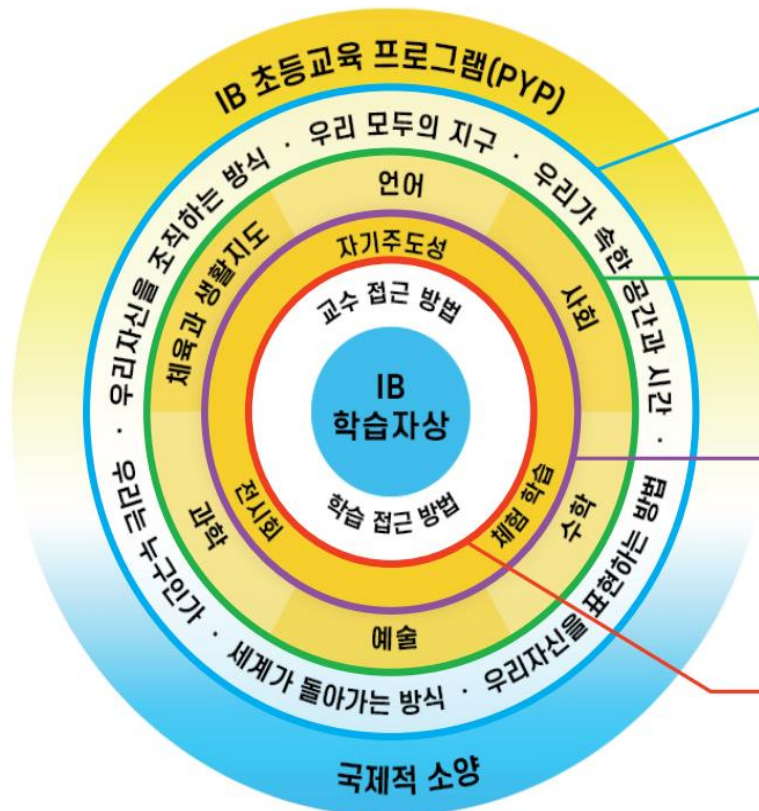 IB 초등교육 프로그램(PYP)
우리자신을 조직하는 방식 · 우리 모두의 지구 · 우리가 속한 공간과 시간 ·
우리는 누구인가 · 세계가 돌아가는 방식 · 우리자신을 표현하는 방법 ·
언어
체육과 생활지도
사회
과학
수학
예술
자기주도성
전시회
체험 학습
교수 접근 방법
IB
학습자상
학습 접근 방법
국제적 소양